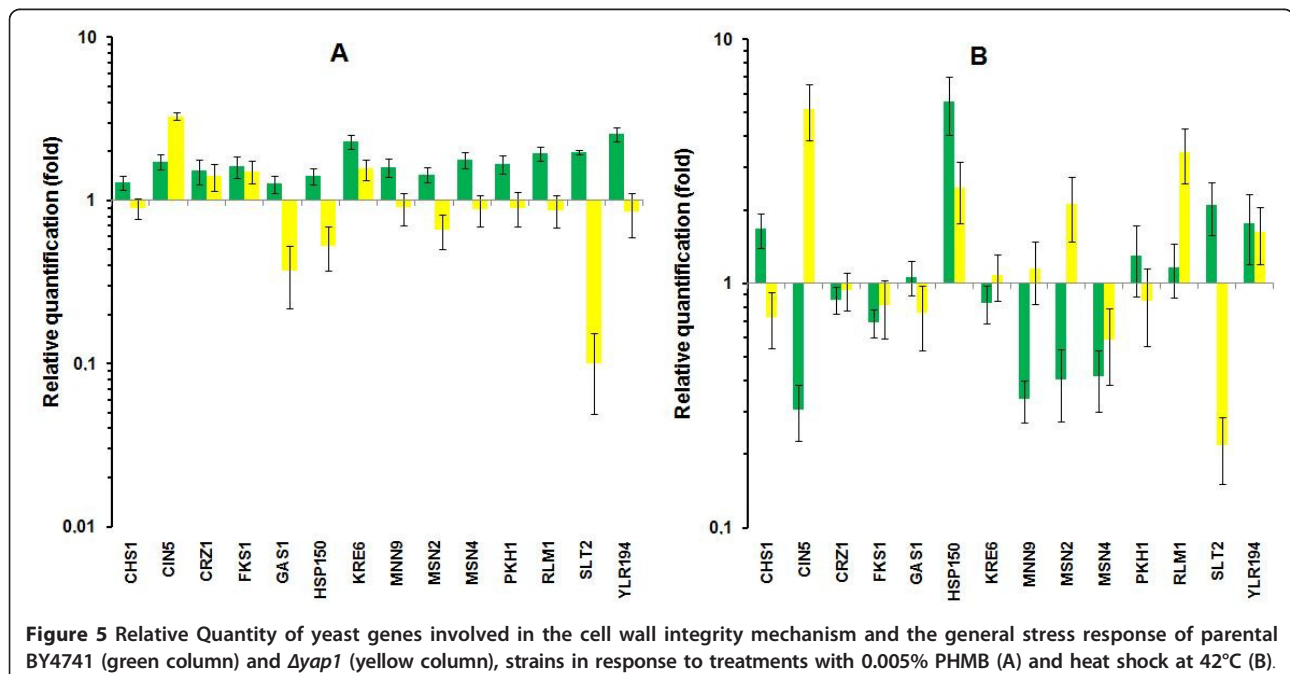 A
Relative quantification (fold)
10
1
0.1
0.01
CHS1
CIN5
CRZ1
FKS1
GAS1
HSP150
KRE6
MNN9
MSN2
MSN4
PKH1
RLM1
SLT2
YLR194
B
Relative quantification (fold)
10
1
0.1
CHS1
CIN5
CRZ1
FKS1
GAS1
HSP150
KRE6
MNN9
MSN2
MSN4
PKH1
RLM1
SLT2
YLR194
Figure 5 Relative Quantity of yeast genes involved in the cell wall integrity mechanism and the general stress response of parental
BY4741 (green column) and Δyap1 (yellow column), strains in response to treatments with 0.005% PHMB (A) and heat shock at 42°C (B).